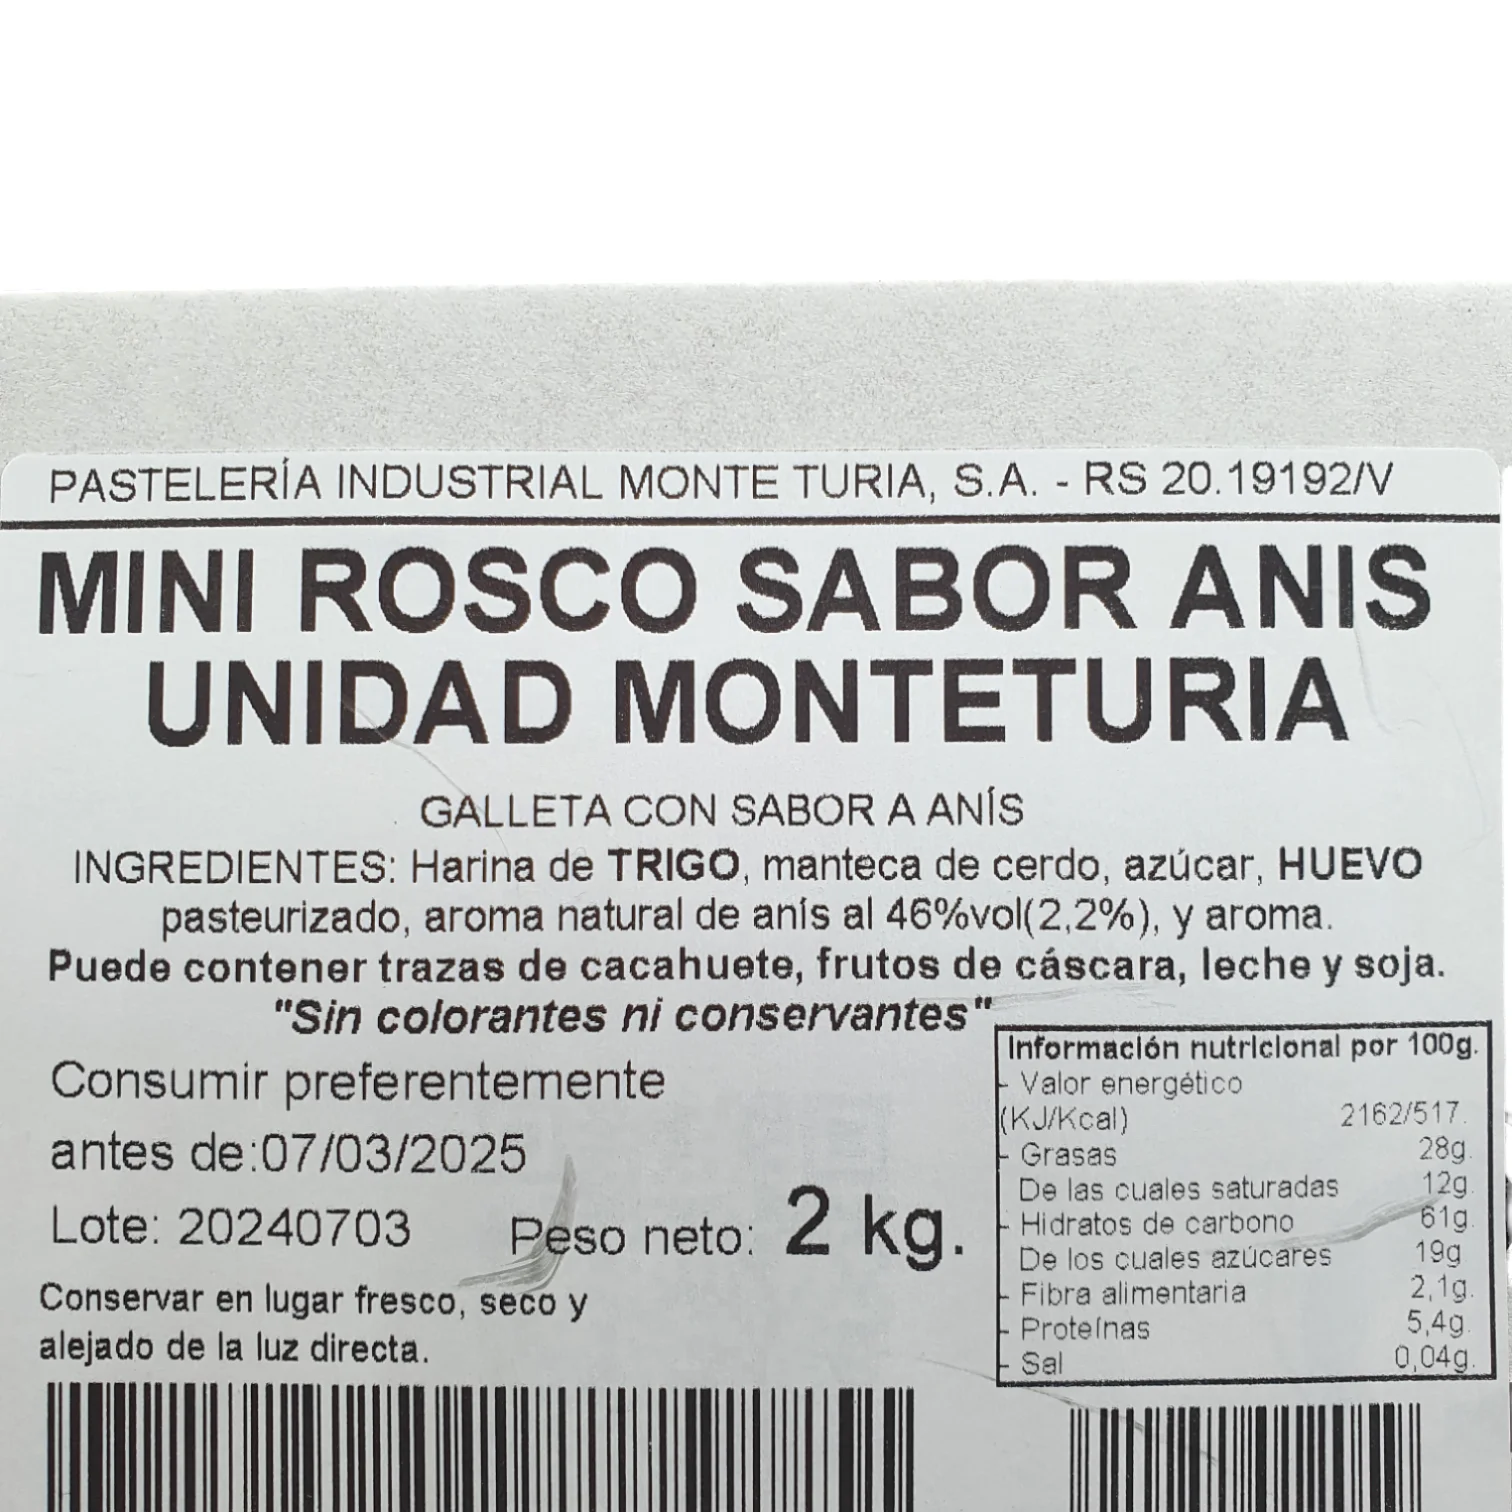 PASTELERÍA INDUSTRIAL MONTE TURIA, S.A. - RS 20.19192/V
MINI ROSCO SABOR ANIS
UNIDAD MONTETURIA
GALLETA CON SABOR A ANÍS
INGREDIENTES: Harina de TRIGO, manteca de cerdo, azúcar, HUEVO
pasteurizado, aroma natural de anís al 46%vol(2,2%), y aroma.
Puede contener trazas de cacahuete, frutos de cáscara, leche y soja.
"Sin colorantes ni conservantes"
Consumir preferentemente
antes de:07/03/2025
Lote: 20240703 Peso neto: 2 kg.
Conservar en lugar fresco, seco y
alejado de la luz directa.
Información nutricional por 100g.
- Valor energético
(KJ/Kcal) 2162/517.
- Grasas 28g.
De las cuales saturadas 12g.
- Hidratos de carbono 61g.
De los cuales azúcares 19g
- Fibra alimentaria 2,1g.
- Proteínas 5,4g.
- Sal 0,04g.